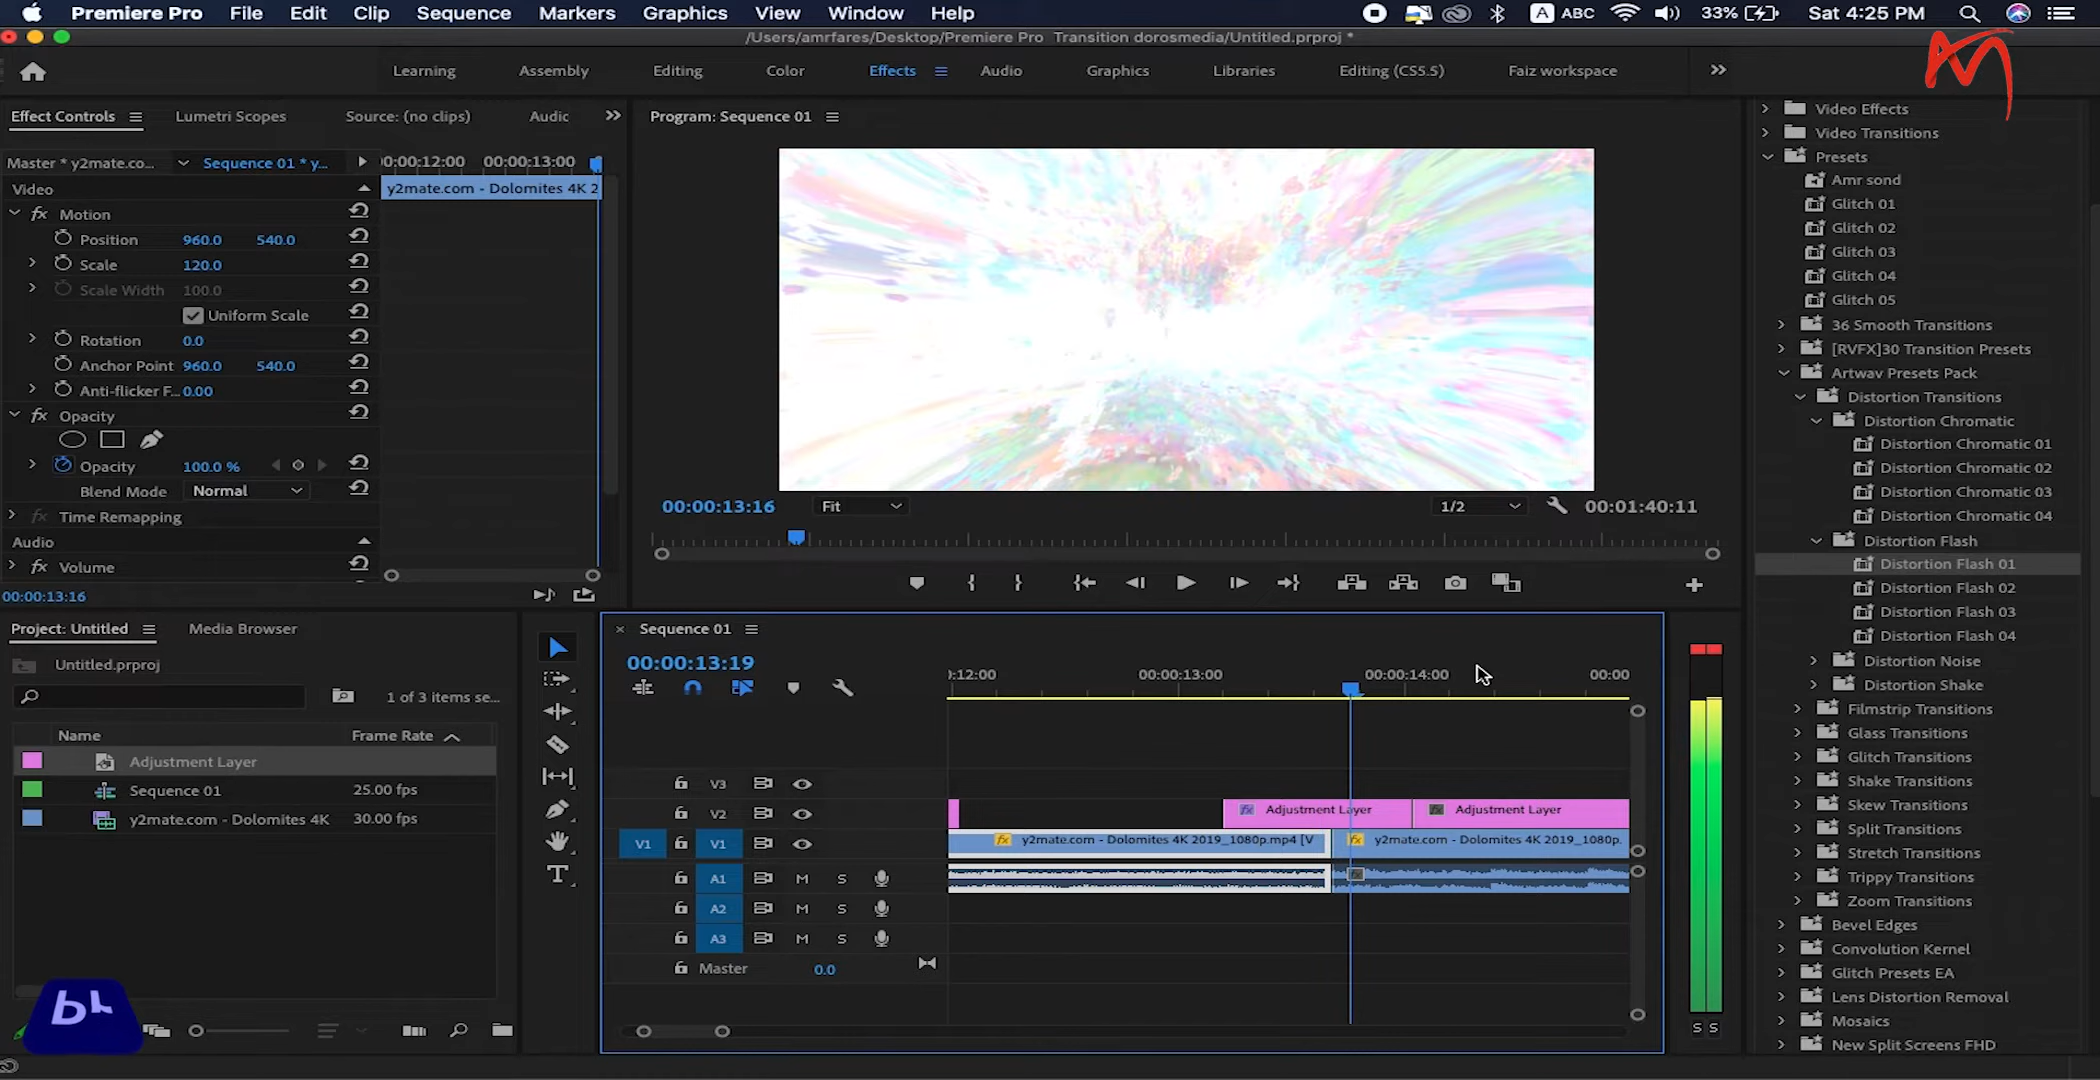 Premiere Pro File Edit Clip Sequence Markers Graphics View Window Help A ABC 33% Sat 4:25 PM
/Users/amrfares/Desktop/Premiere Pro Transition dorosmedia/Untitled.prproj *
Learning Assembly Editing Color Effects Audio Graphics Libraries Editing (CS5.5) Faiz workspace
Effect Controls Lumetri Scopes Source: (no clips) Audic
Master * y2mate.co... Sequence 01 * y... 0:00:12:00 00:00:13:00
Video
y2mate.com - Dolomites 4K 2
fx Motion
Position 960.0 540.0
Scale 120.0
Scale Width 100.0
Uniform Scale
Rotation 0.0
Anchor Point 960.0 540.0
Anti-flicker F... 0.00
fx Opacity
Opacity 100.0 %
Blend Mode Normal
fx Time Remapping
Audio
fx Volume
00:00:13:16
Program: Sequence 01
00:00:13:16 Fit 1/2 00:01:40:11
Video Effects
Video Transitions
Presets
Amr sond
Glitch 01
Glitch 02
Glitch 03
Glitch 04
Glitch 05
36 Smooth Transitions
[RVFX]30 Transition Presets
Artwav Presets Pack
Distortion Transitions
Distortion Chromatic
Distortion Chromatic 01
Distortion Chromatic 02
Distortion Chromatic 03
Distortion Chromatic 04
Distortion Flash
Distortion Flash 01
Distortion Flash 02
Distortion Flash 03
Distortion Flash 04
Distortion Noise
Distortion Shake
Filmstrip Transitions
Glass Transitions
Glitch Transitions
Shake Transitions
Skew Transitions
Split Transitions
Stretch Transitions
Trippy Transitions
Zoom Transitions
Bevel Edges
Convolution Kernel
Glitch Presets EA
Lens Distortion Removal
Mosaics
New Split Screens FHD
Project: Untitled Media Browser
Untitled.prproj
1 of 3 items se...
Name Frame Rate
Adjustment Layer
Sequence 01 25.00 fps
y2mate.com - Dolomites 4K 30.00 fps
Pr
× Sequence 01
00:00:13:19
:12:00 00:00:13:00 00:00:14:00 00:00
V3
V2 fx Adjustment Layer fx Adjustment Layer
V1 V1 fx y2mate.com - Dolomites 4K 2019_1080p.mp4 [V fx y2mate.com - Dolomites 4K 2019_1080p.
A1 M S fx
A2 M S
A3 M S
Master 0.0
S S